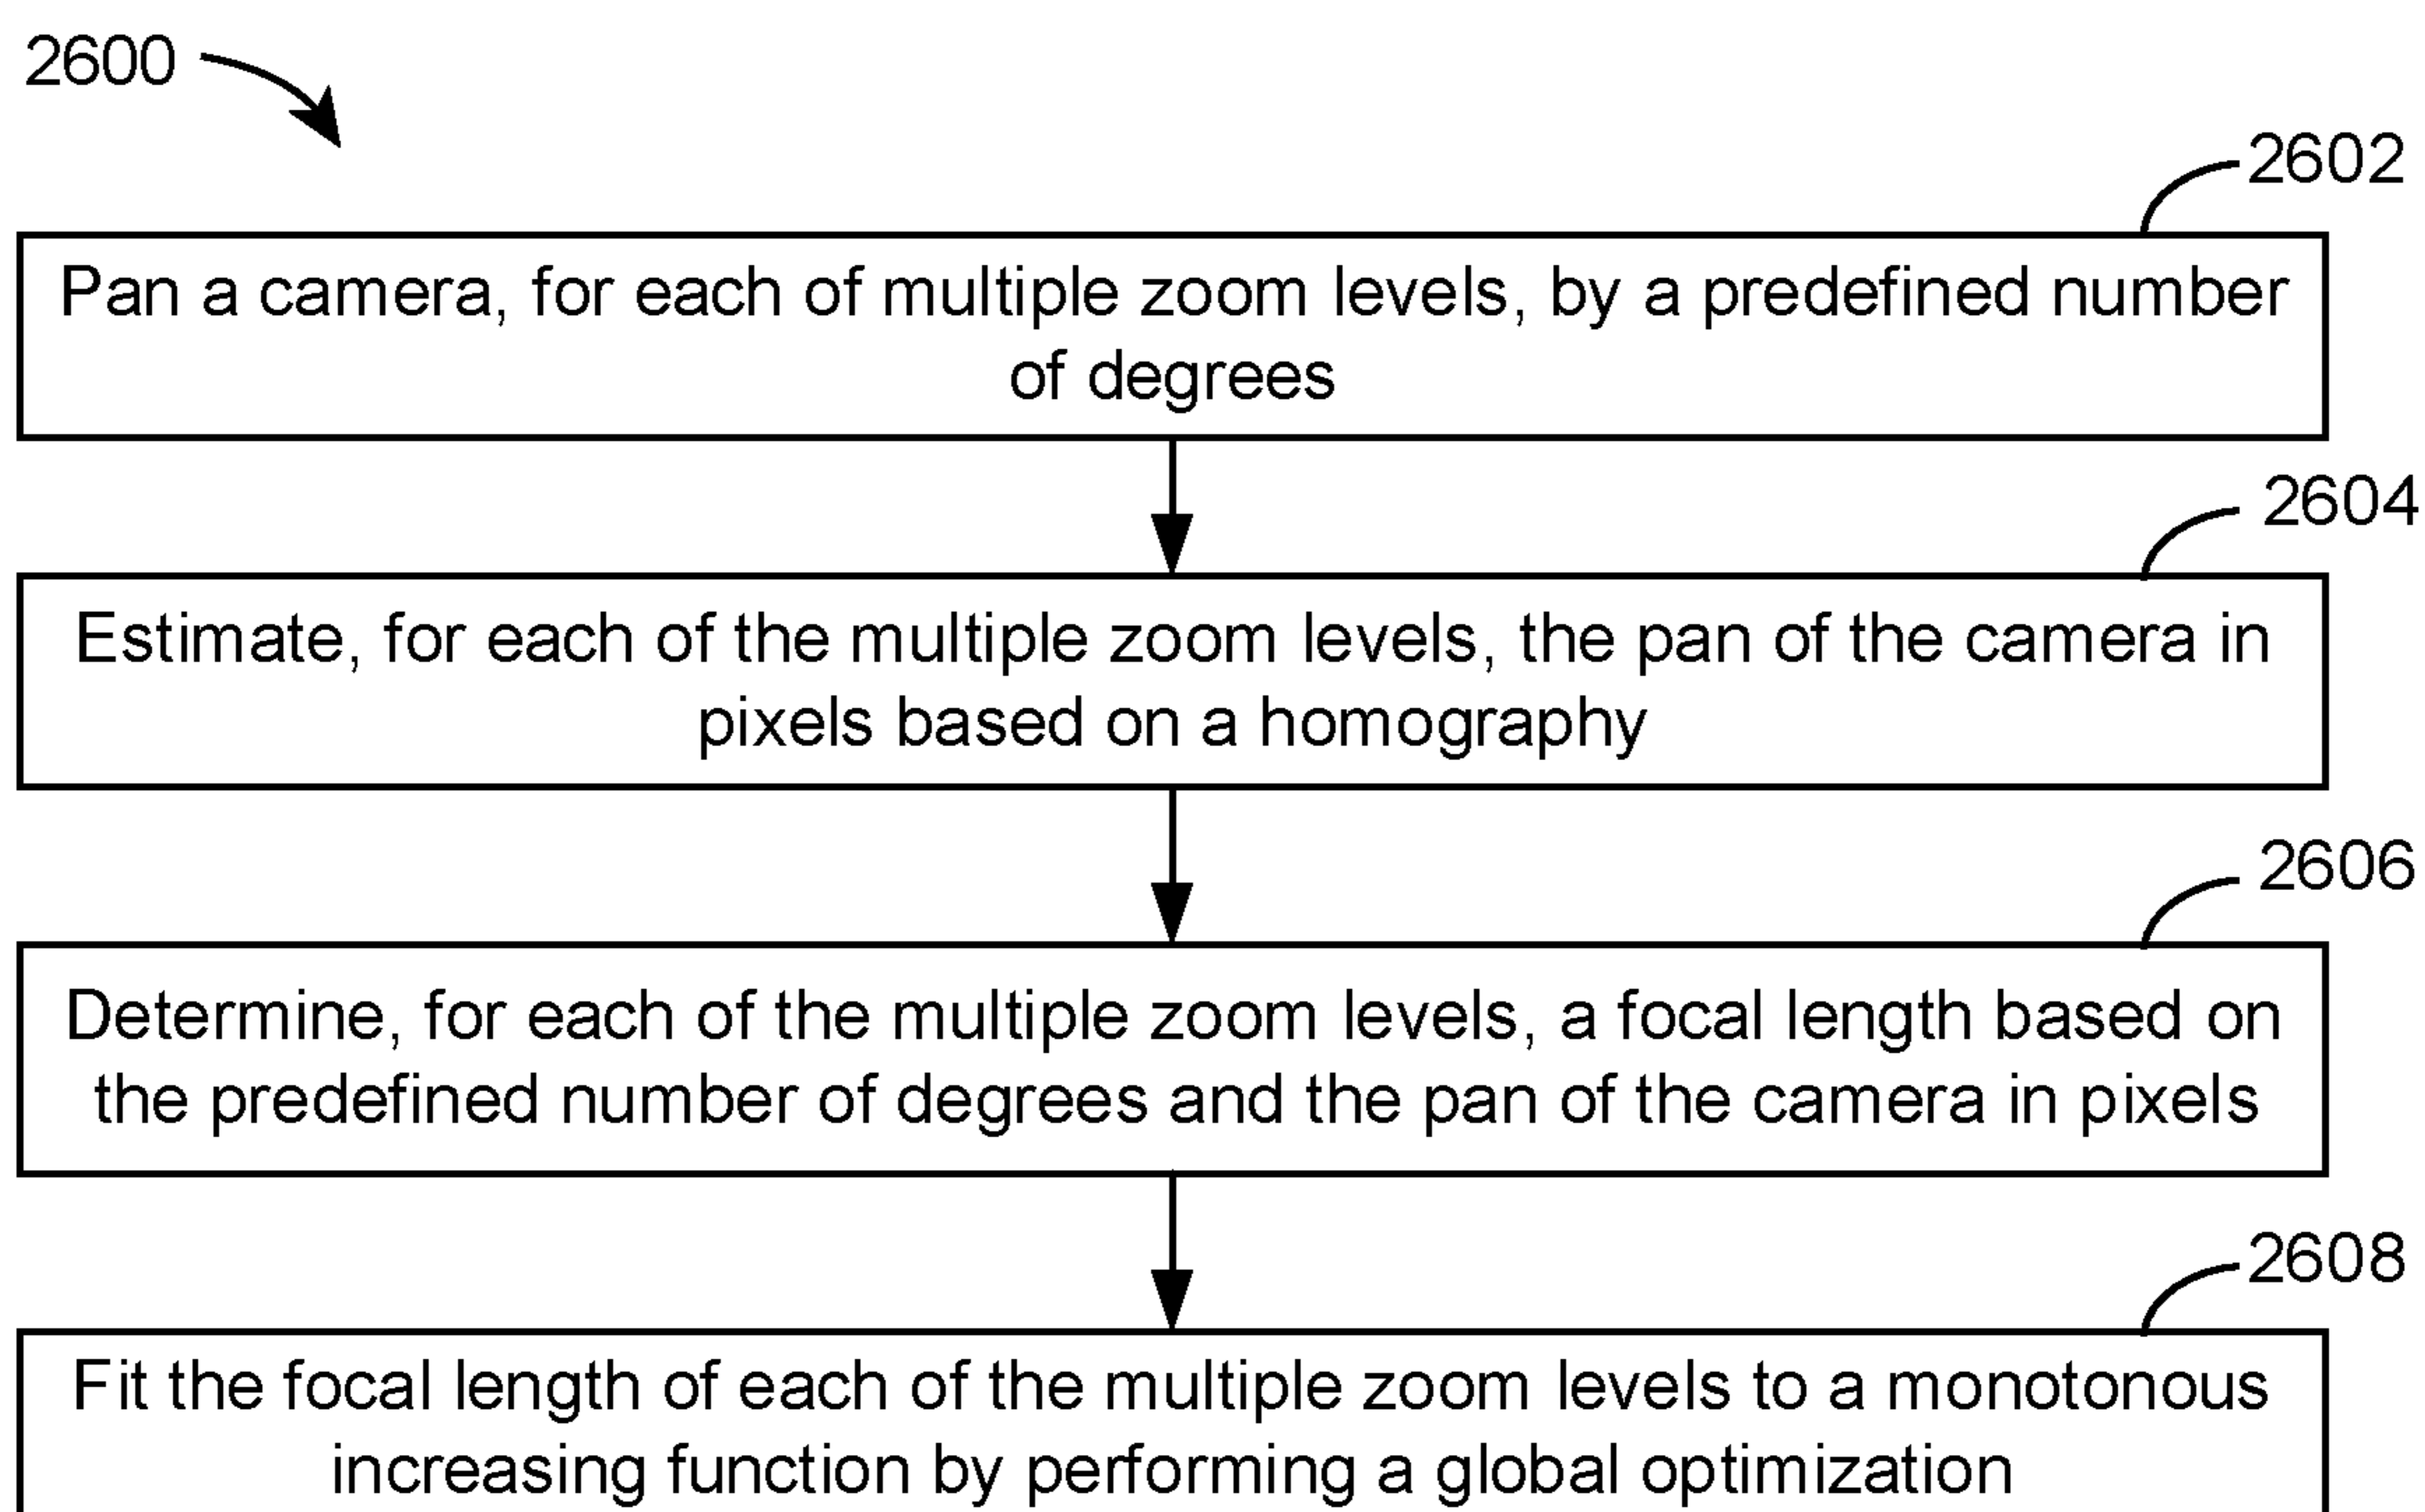 2600
2602
Pan a camera, for each of multiple zoom levels, by a predefined number
of degrees
2604
Estimate, for each of the multiple zoom levels, the pan of the camera in
pixels based on a homography
2606
Determine, for each of the multiple zoom levels, a focal length based on
the predefined number of degrees and the pan of the camera in pixels
2608
Fit the focal length of each of the multiple zoom levels to a monotonous
increasing function by performing a global optimization